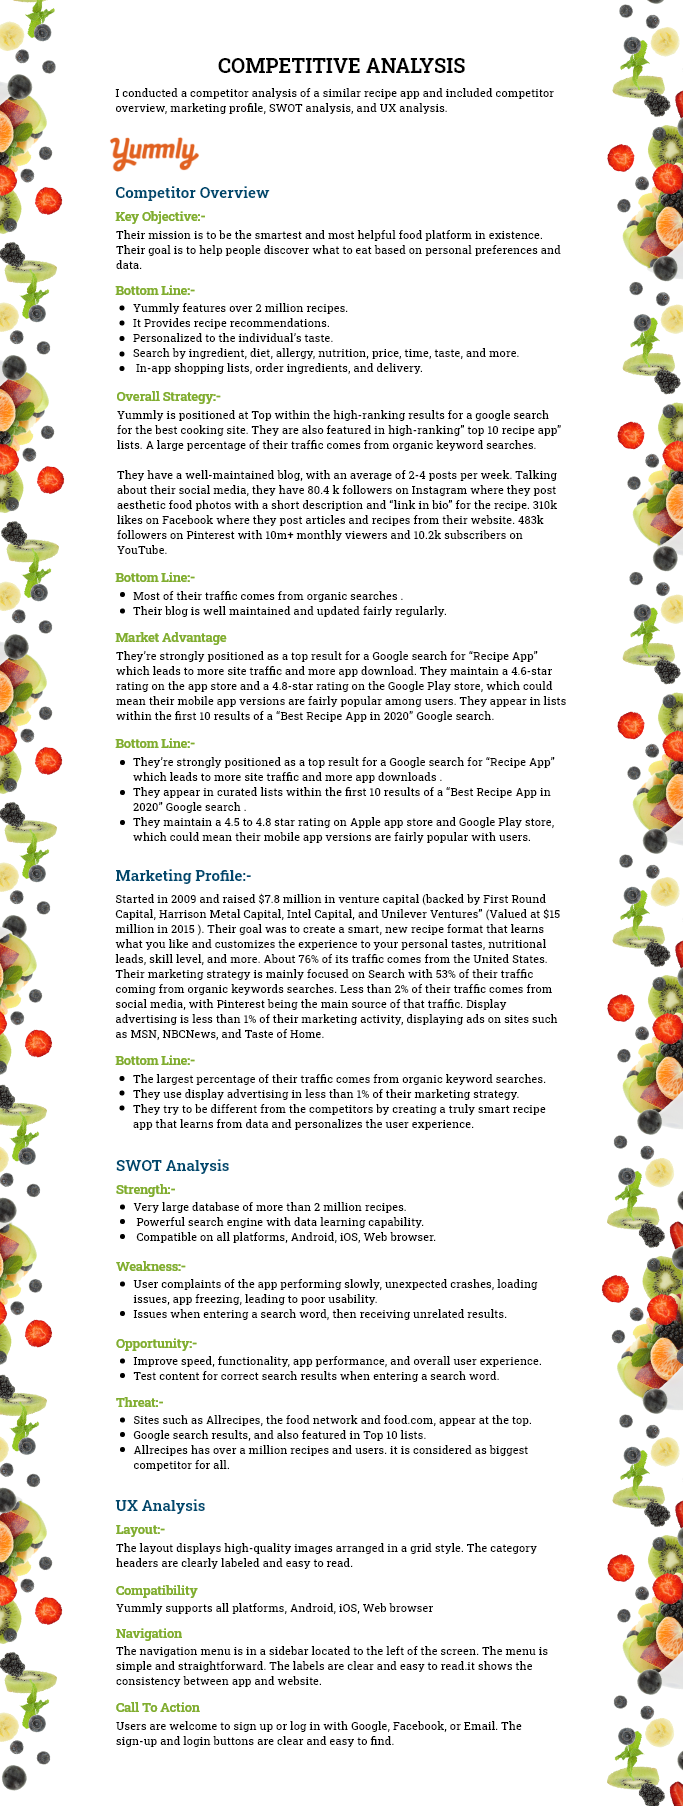 COMPETITIVE ANALYSIS
I conducted a competitor analysis of a similar recipe app and included competitor
overview, marketing profile, SWOT analysis, and UX analysis.
Yummly
Competitor Overview
Key Objective:-
Their mission is to be the smartest and most helpful food platform in existence.
Their goal is to help people discover what to eat based on personal preferences and
data.
Bottom Line:-
• Yummly features over 2 million recipes.
• It Provides recipe recommendations.
• Personalized to the individual's taste.
• Search by ingredient, diet, allergy, nutrition, price, time, taste, and more.
• In-app shopping lists, order ingredients, and delivery.
Overall Strategy:-
Yummly is positioned at Top within the high-ranking results for a google search
for the best cooking site. They are also featured in high-ranking” top 10 recipe app”
lists. A large percentage of their traffic comes from organic keyword searches.
They have a well-maintained blog, with an average of 2-4 posts per week. Talking
about their social media, they have 80.4 k followers on Instagram where they post
aesthetic food photos with a short description and “link in bio” for the recipe. 310k
likes on Facebook where they post articles and recipes from their website. 483k
followers on Pinterest with 10m+ monthly viewers and 10.2k subscribers on
YouTube.
Bottom Line:-
• Most of their traffic comes from organic searches .
• Their blog is well maintained and updated fairly regularly.
Market Advantage
They're strongly positioned as a top result for a Google search for “Recipe App”
which leads to more site traffic and more app download. They maintain a 4.6-star
rating on the app store and a 4.8-star rating on the Google Play store, which could
mean their mobile app versions are fairly popular among users. They appear in lists
within the first 10 results of a “Best Recipe App in 2020” Google search.
Bottom Line:-
• They're strongly positioned as a top result for a Google search for “Recipe App”
which leads to more site traffic and more app downloads .
• They appear in curated lists within the first 10 results of a “Best Recipe App in
2020” Google search .
• They maintain a 4.5 to 4.8 star rating on Apple app store and Google Play store,
which could mean their mobile app versions are fairly popular with users.
Marketing Profile:-
Started in 2009 and raised $7.8 million in venture capital (backed by First Round
Capital, Harrison Metal Capital, Intel Capital, and Unilever Ventures” (Valued at $15
million in 2015 ). Their goal was to create a smart, new recipe format that learns
what you like and customizes the experience to your personal tastes, nutritional
leads, skill level, and more. About 76% of its traffic comes from the United States.
Their marketing strategy is mainly focused on Search with 53% of their traffic
coming from organic keywords searches. Less than 2% of their traffic comes from
social media, with Pinterest being the main source of that traffic. Display
advertising is less than 1% of their marketing activity, displaying ads on sites such
as MSN, NBCNews, and Taste of Home.
Bottom Line:-
• The largest percentage of their traffic comes from organic keyword searches.
• They use display advertising in less than 1% of their marketing strategy.
• They try to be different from the competitors by creating a truly smart recipe
app that learns from data and personalizes the user experience.
SWOT Analysis
Strength:-
• Very large database of more than 2 million recipes.
• Powerful search engine with data learning capability.
• Compatible on all platforms, Android, iOS, Web browser.
Weakness:-
• User complaints of the app performing slowly, unexpected crashes, loading
issues, app freezing, leading to poor usability.
• Issues when entering a search word, then receiving unrelated results.
Opportunity:-
• Improve speed, functionality, app performance, and overall user experience.
• Test content for correct search results when entering a search word.
Threat:-
• Sites such as Allrecipes, the food network and food.com, appear at the top.
• Google search results, and also featured in Top 10 lists.
• Allrecipes has over a million recipes and users. it is considered as biggest
competitor for all.
UX Analysis
Layout:-
The layout displays high-quality images arranged in a grid style. The category
headers are clearly labeled and easy to read.
Compatibility
Yummly supports all platforms, Android, iOS, Web browser
Navigation
The navigation menu is in a sidebar located to the left of the screen. The menu is
simple and straightforward. The labels are clear and easy to read.it shows the
consistency between app and website.
Call To Action
Users are welcome to sign up or log in with Google, Facebook, or Email. The
sign-up and login buttons are clear and easy to find.